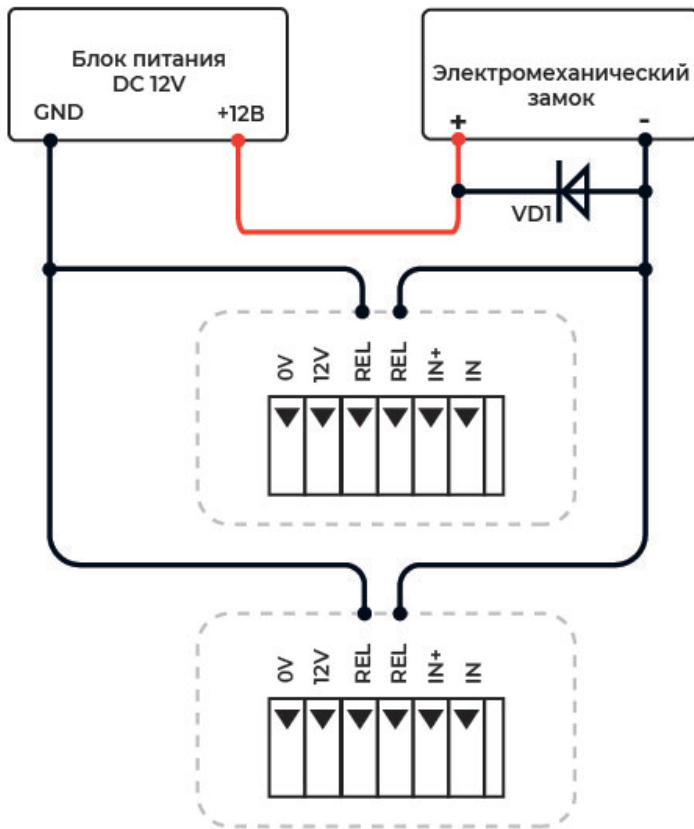 Блок питания
DC 12V
GND
+12В
Электромеханический
замок
+
-
VD1
0V
12V
REL
REL
IN+
IN
0V
12V
REL
REL
IN+
IN